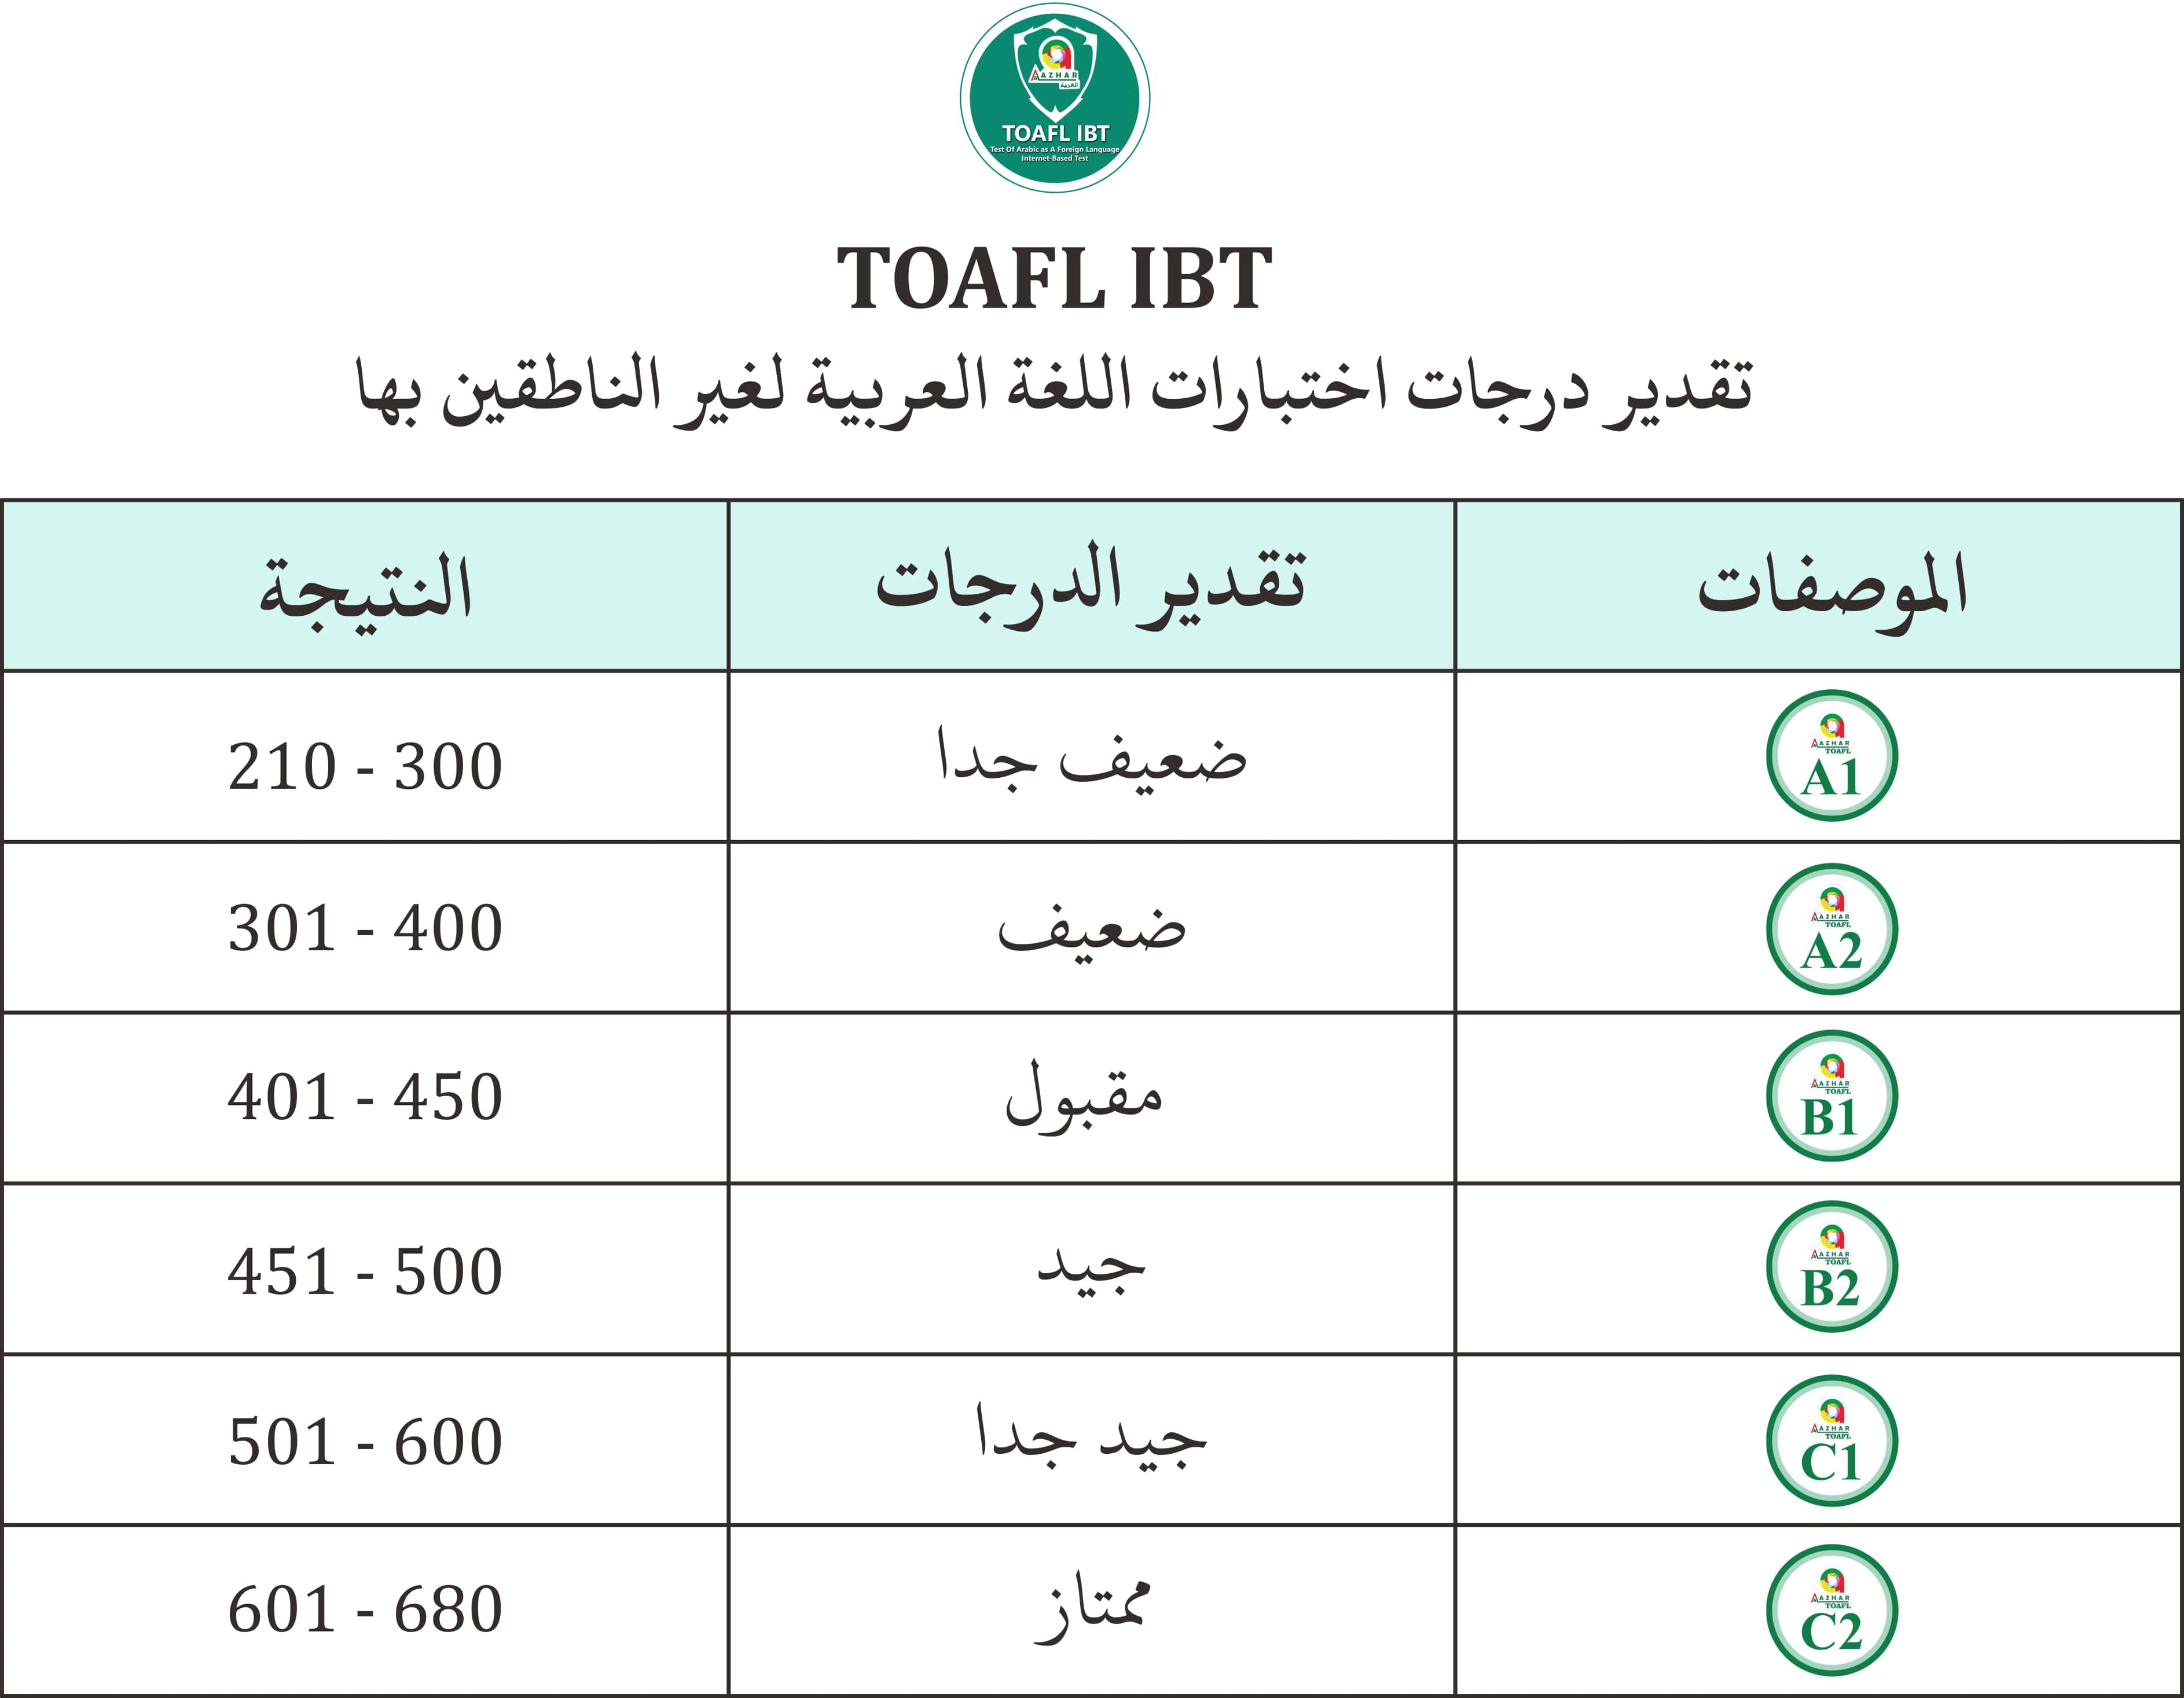 AZHAR
العربية
TOAFL IBT
Test Of Arabic as A Foreign Language
Internet-Based Test
TOAFL IBT
تقدير درجات اختبارات اللغة العربية لغير الناطقين بها
الموصفات تقدير الدرجات النتيجة
AZHAR
TOAFL
A1 ضعيف جدا 210 - 300
AZHAR
TOAFL
A2 ضعيف 301 - 400
AZHAR
TOAFL
B1 مقبول 401 - 450
AZHAR
TOAFL
B2 جيد 451 - 500
AZHAR
TOAFL
C1 جيد جدا 501 - 600
AZHAR
TOAFL
C2 ممتاز 601 - 680